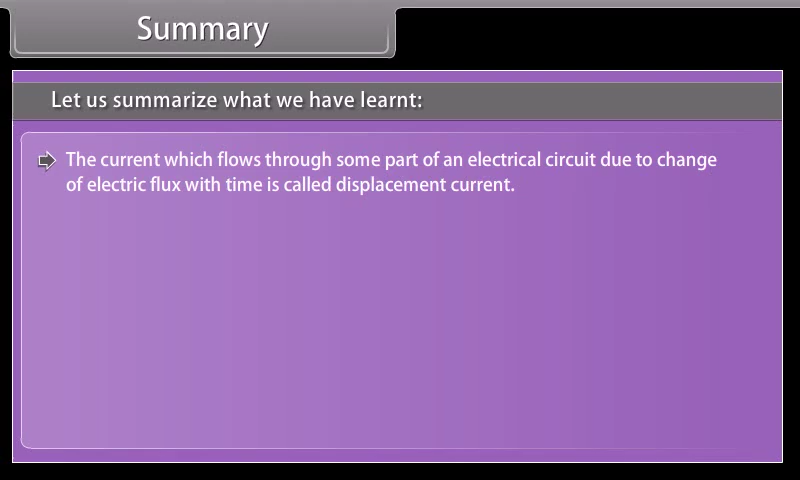 Summary
Let us summarize what we have learnt:
The current which flows through some part of an electrical circuit due to change
of electric flux with time is called displacement current.